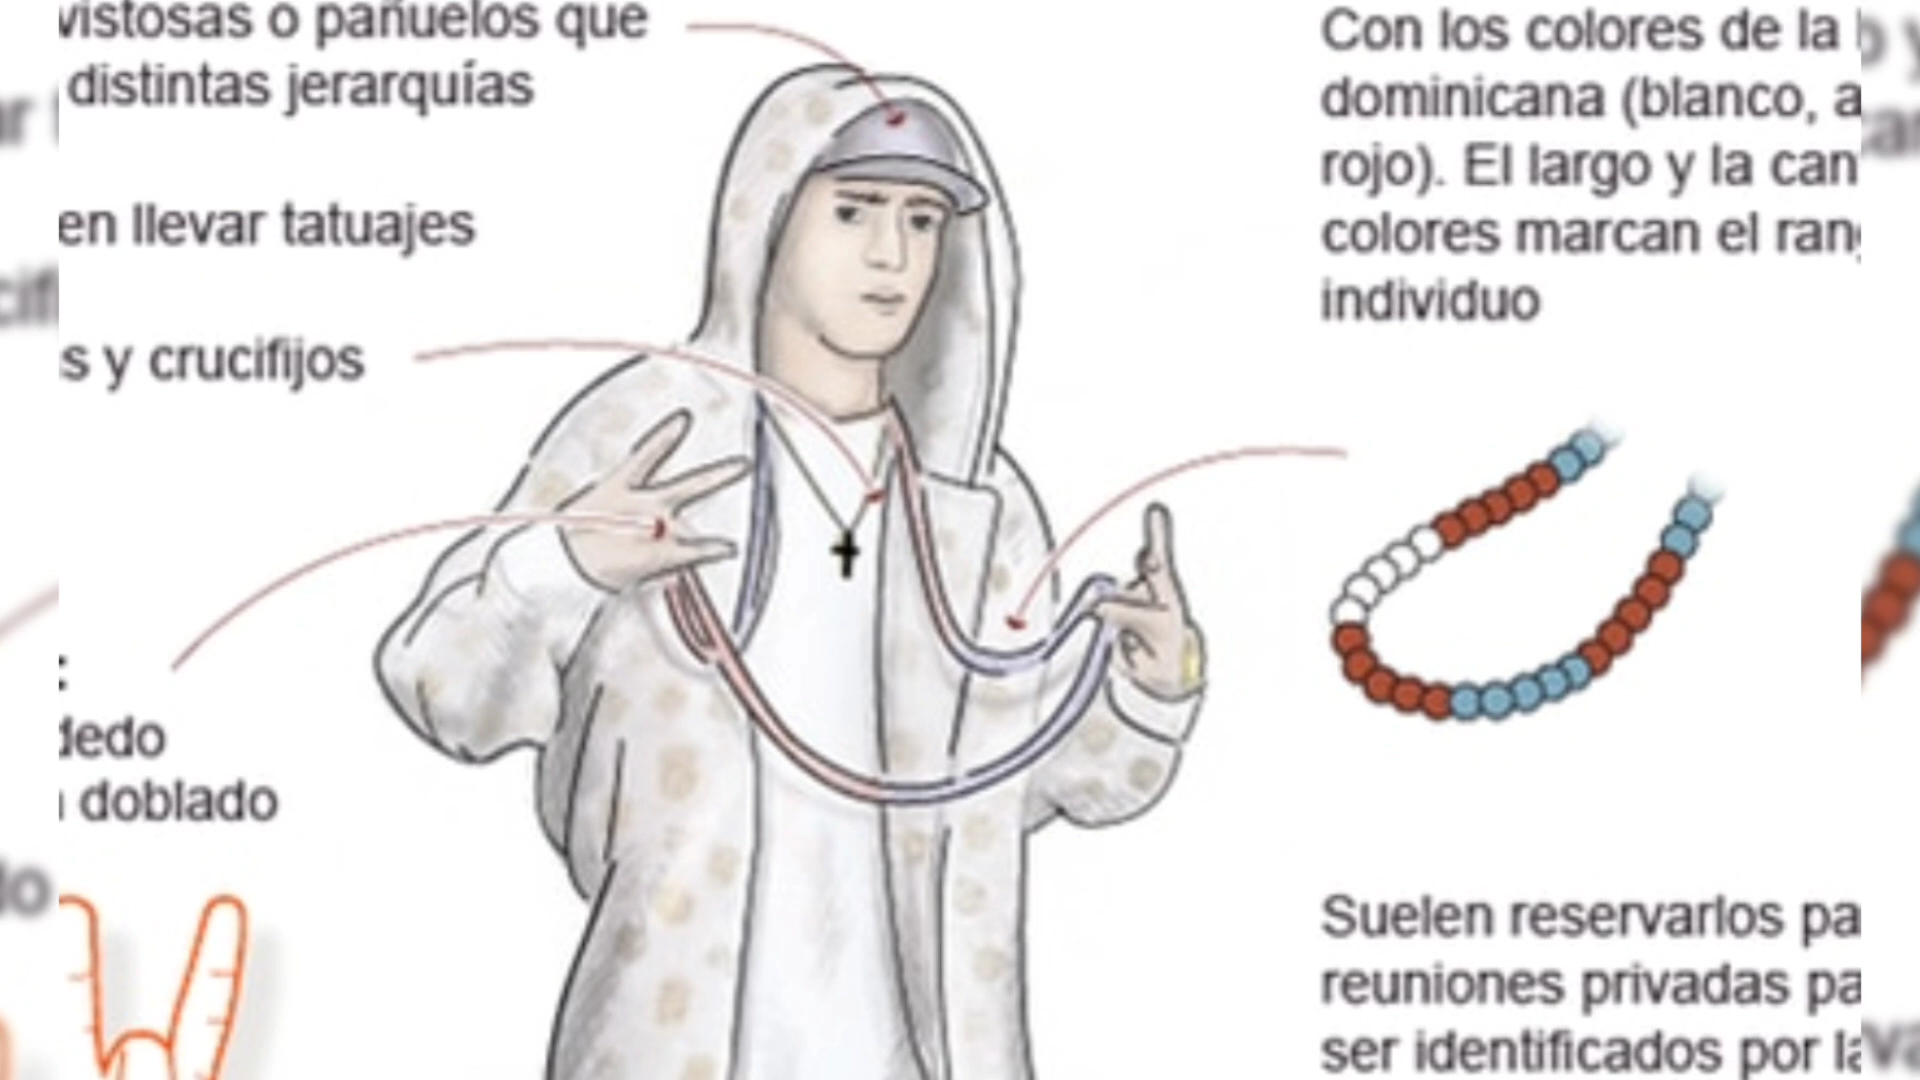 vistosas o pañuelos que
distintas jerarquías
en llevar tatuajes
s y crucifijos
dedo
doblado
Con los colores de la
dominicana (blanco, a
rojo). El largo y la can
colores marcan el ran
individuo
Suelen reservarlos pa
reuniones privadas pa
ser identificados por la